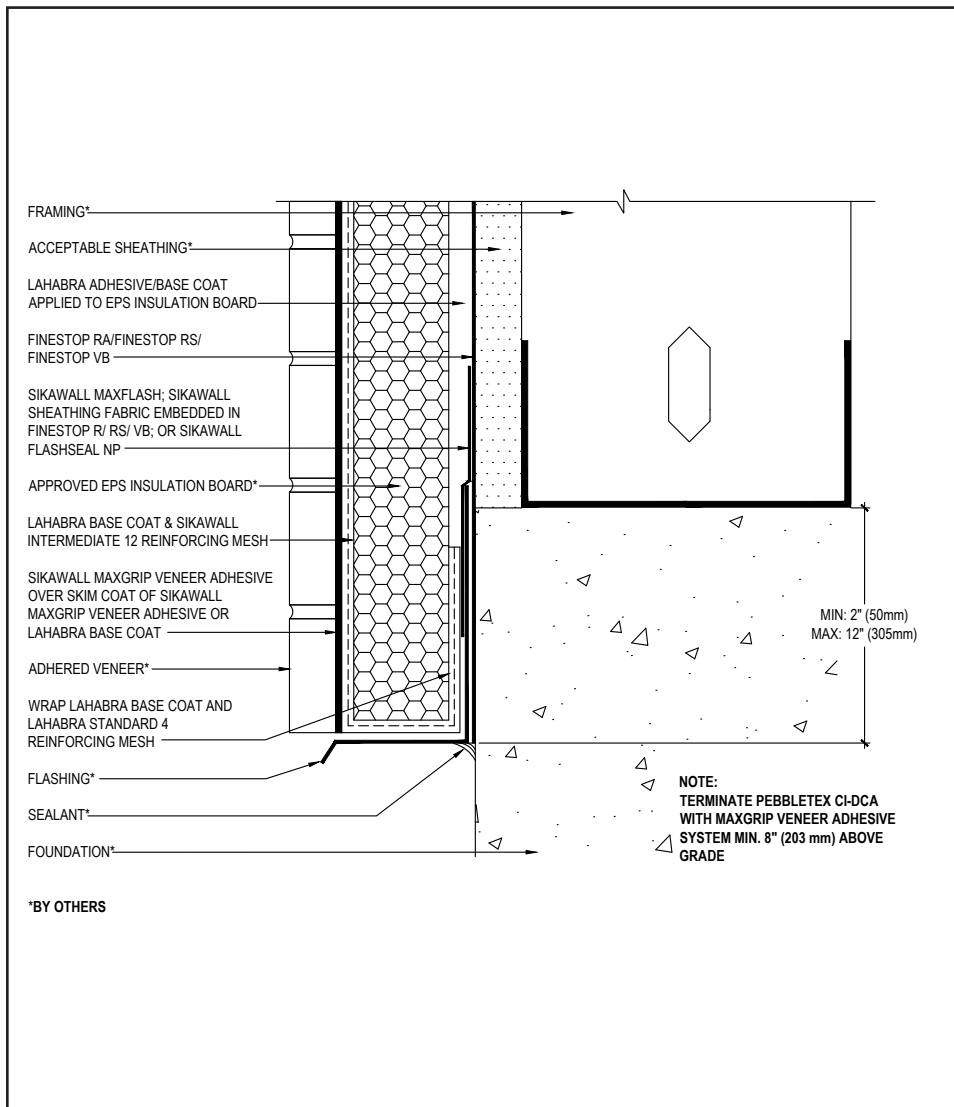 FRAMING*
ACCEPTABLE SHEATHING*
LAHABRA ADHESIVE/BASE COAT
APPLIED TO EPS INSULATION BOARD
FINESTOP RA/FINESTOP RS/
FINESTOP VB
SIKAWALL MAXFLASH; SIKAWALL
SHEATHING FABRIC EMBEDDED IN
FINESTOP R/ RS/ VB; OR SIKAWALL
FLASHSEAL NP
APPROVED EPS INSULATION BOARD*
LAHABRA BASE COAT & SIKAWALL
INTERMEDIATE 12 REINFORCING MESH
SIKAWALL MAXGRIP VENEER ADHESIVE
OVER SKIM COAT OF SIKAWALL
MAXGRIP VENEER ADHESIVE OR
LAHABRA BASE COAT
ADHERED VENEER*
WRAP LAHABRA BASE COAT AND
LAHABRA STANDARD 4
REINFORCING MESH
FLASHING*
SEALANT*
FOUNDATION*
*BY OTHERS
MIN: 2" (50mm)
MAX: 12" (305mm)
NOTE:
TERMINATE PEBBLETEX CI-DCA
WITH MAXGRIP VENEER ADHESIVE
SYSTEM MIN. 8" (203 mm) ABOVE
GRADE